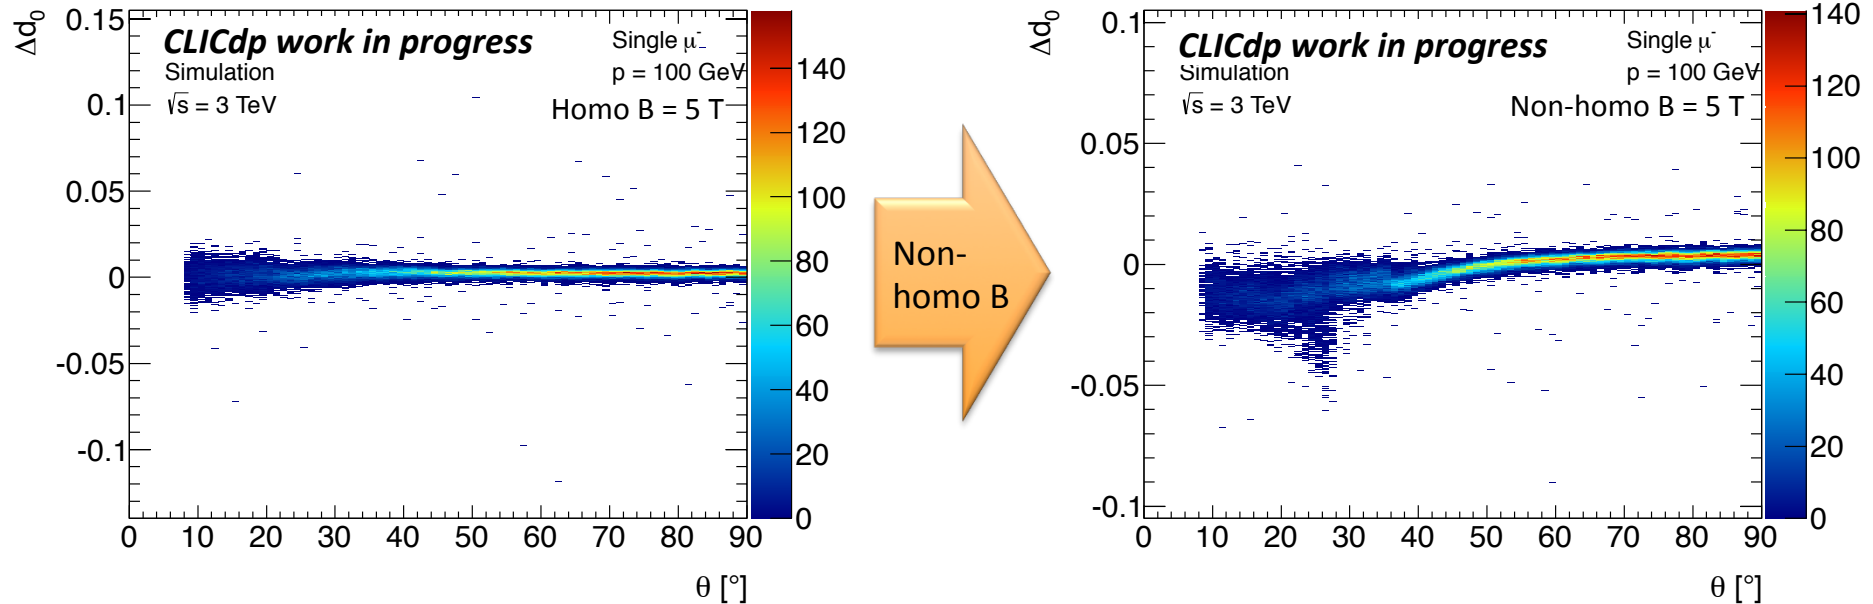 Δd₀
0.15
0.1
0.05
0
-0.05
-0.1
CLICdp work in progress
Simulation
√s = 3 TeV
Single μ⁻
p = 100 GeV
Homo B = 5 T
0 10 20 30 40 50 60 70 80 90
θ [°]
140
120
100
80
60
40
20
0
Non-
homo B
Δd₀
0.1
0.05
0
-0.05
-0.1
CLICdp work in progress
Simulation
√s = 3 TeV
Single μ⁻
p = 100 GeV
Non-homo B = 5 T
0 10 20 30 40 50 60 70 80 90
θ [°]
140
120
100
80
60
40
20
0